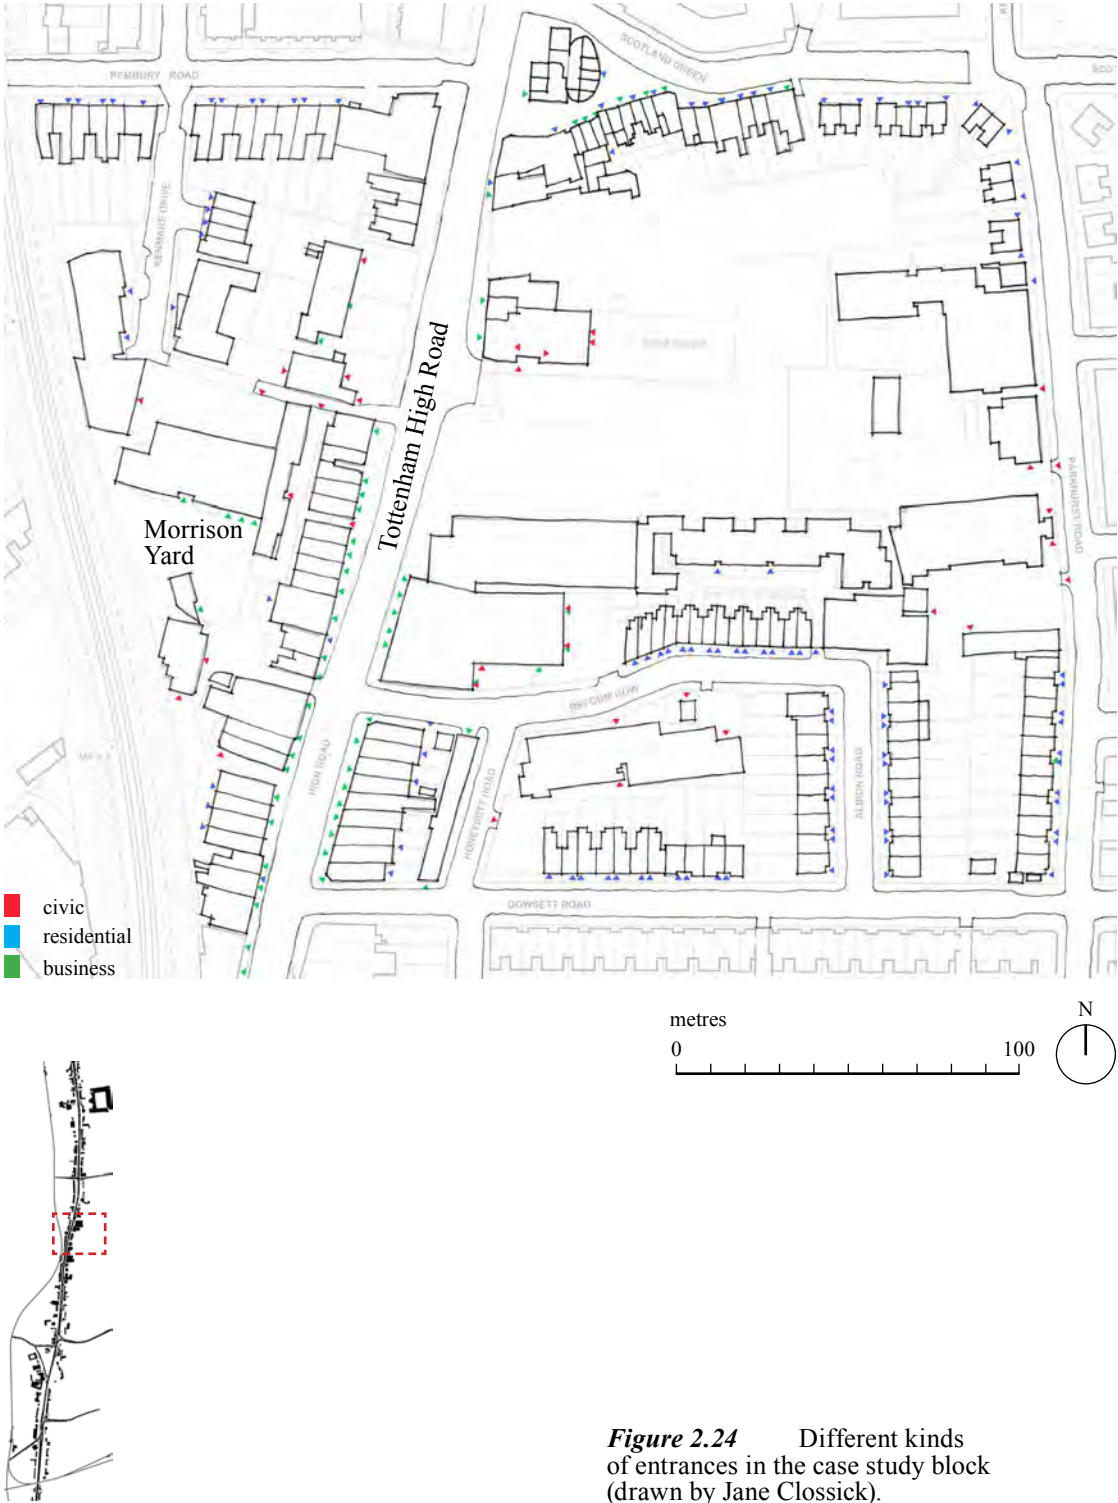 SCOTLAND GREEN
PEMBURY ROAD
KENMARE DRIVE
Tottenham High Road
PARKHURST ROAD
Morrison
Yard
HIGH ROAD
HONEYSETT ROAD
ALBION ROAD
DOWSETT ROAD
civic
residential
business
metres
0 100
N
Figure 2.24 Different kinds
of entrances in the case study block
(drawn by Jane Clossick).